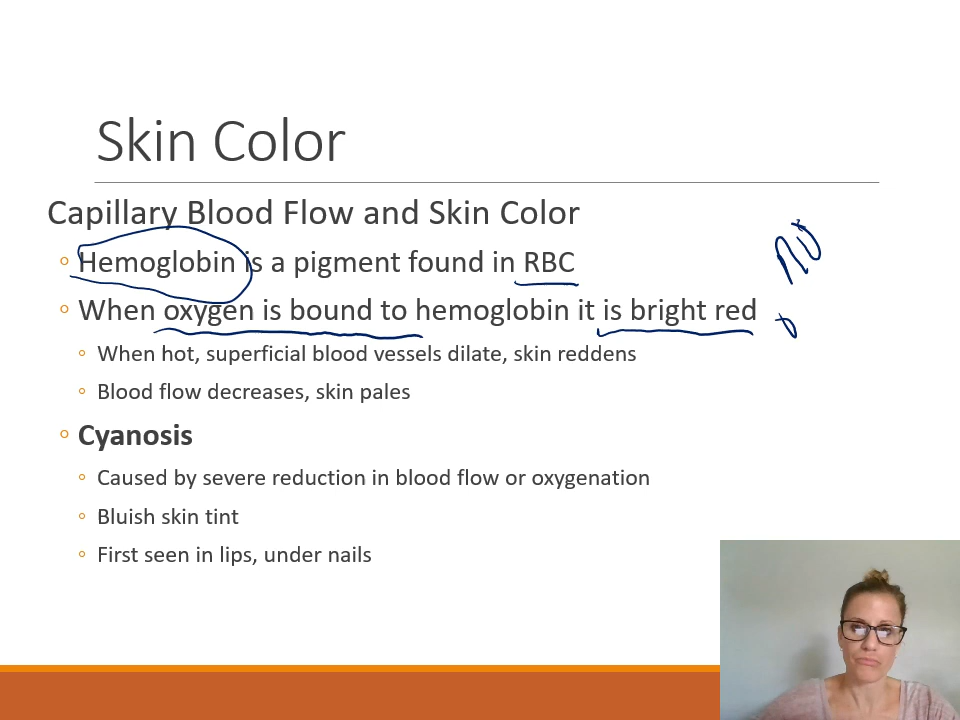 Skin Color
Capillary Blood Flow and Skin Color
◦ Hemoglobin is a pigment found in RBC
◦ When oxygen is bound to hemoglobin it is bright red
◦ When hot, superficial blood vessels dilate, skin reddens
◦ Blood flow decreases, skin pales
◦ Cyanosis
◦ Caused by severe reduction in blood flow or oxygenation
◦ Bluish skin tint
◦ First seen in lips, under nails